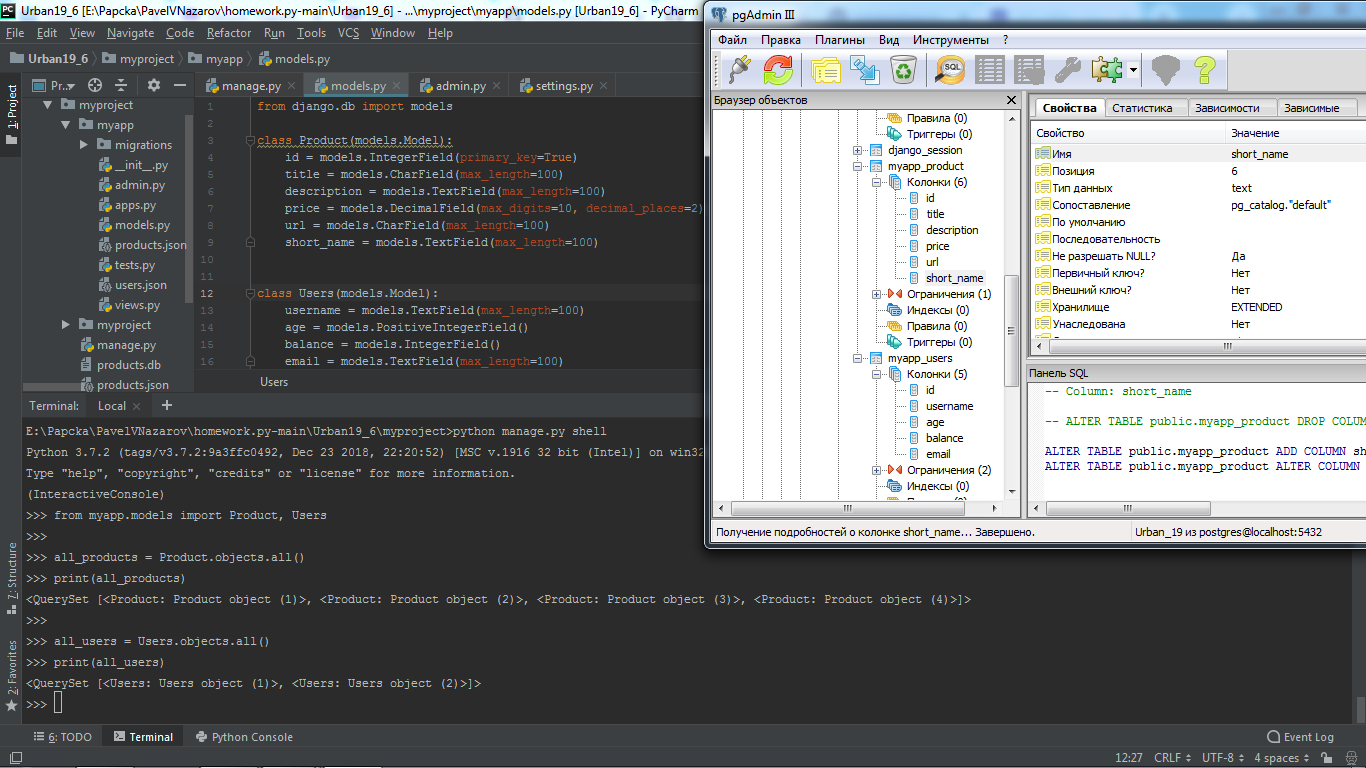 Urban19_6 [E:\Papcka\PavelVNazarov\homework.py-main\Urban19_6] - ...\myproject\myapp\models.py [Urban19_6] - PyCharm
File Edit View Navigate Code Refactor Run Tools VCS Window Help
Urban19_6 myproject myapp models.py
Pr... manage.py models.py admin.py settings.py
1: Project
myproject
myapp
migrations
__init__.py
admin.py
apps.py
models.py
products.json
tests.py
users.json
views.py
myproject
manage.py
products.db
products.json
1 from django.db import models
2
3 class Product(models.Model):
4 id = models.IntegerField(primary_key=True)
5 title = models.CharField(max_length=100)
6 description = models.TextField(max_length=100)
7 price = models.DecimalField(max_digits=10, decimal_places=2)
8 url = models.CharField(max_length=100)
9 short_name = models.TextField(max_length=100)
10
11
12 class Users(models.Model):
13 username = models.TextField(max_length=100)
14 age = models.PositiveIntegerField()
15 balance = models.IntegerField()
16 email = models.TextField(max_length=100)
Users
Terminal: Local +
E:\Papcka\PavelVNazarov\homework.py-main\Urban19_6\myproject>python manage.py shell
Python 3.7.2 (tags/v3.7.2:9a3ffc0492, Dec 23 2018, 22:20:52) [MSC v.1916 32 bit (Intel)] on win32
Type "help", "copyright", "credits" or "license" for more information.
(InteractiveConsole)
>>> from myapp.models import Product, Users
>>>
>>> all_products = Product.objects.all()
>>> print(all_products)
<QuerySet [<Product: Product object (1)>, <Product: Product object (2)>, <Product: Product object (3)>, <Product: Product object (4)>]>
>>>
>>> all_users = Users.objects.all()
>>> print(all_users)
<QuerySet [<Users: Users object (1)>, <Users: Users object (2)>]>
>>>
7: Structure
2: Favorites
6: TODO Terminal Python Console Event Log
12:27 CRLF UTF-8 4 spaces
pgAdmin III
Файл Правка Плагины Вид Инструменты ?
SQL
Браузер объектов
Правила (0)
Триггеры (0)
django_session
myapp_product
Колонки (6)
id
title
description
price
url
short_name
Ограничения (1)
Индексы (0)
Правила (0)
Триггеры (0)
myapp_users
Колонки (5)
id
username
age
balance
email
Ограничения (2)
Индексы (0)
Свойства Статистика Зависимости Зависимые
Свойство Значение
Имя short_name
Позиция 6
Тип данных text
Сопоставление pg_catalog."default"
По умолчанию
Последовательность
Не разрешать NULL? Да
Первичный ключ? Нет
Внешний ключ? Нет
Хранилище EXTENDED
Унаследована Нет
Панель SQL
-- Column: short_name
-- ALTER TABLE public.myapp_product DROP COLUM
ALTER TABLE public.myapp_product ADD COLUMN sh
ALTER TABLE public.myapp_product ALTER COLUMN
Получение подробностей о колонке short_name... Завершено.
Urban_19 из postgres@localhost:5432